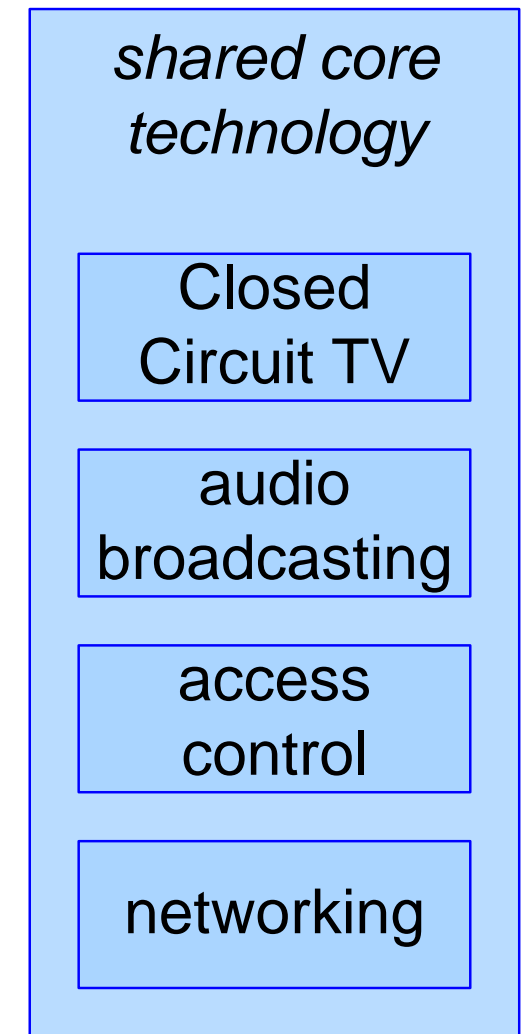 shared core
technology
Closed
Circuit TV
audio
broadcasting
access
control
networking